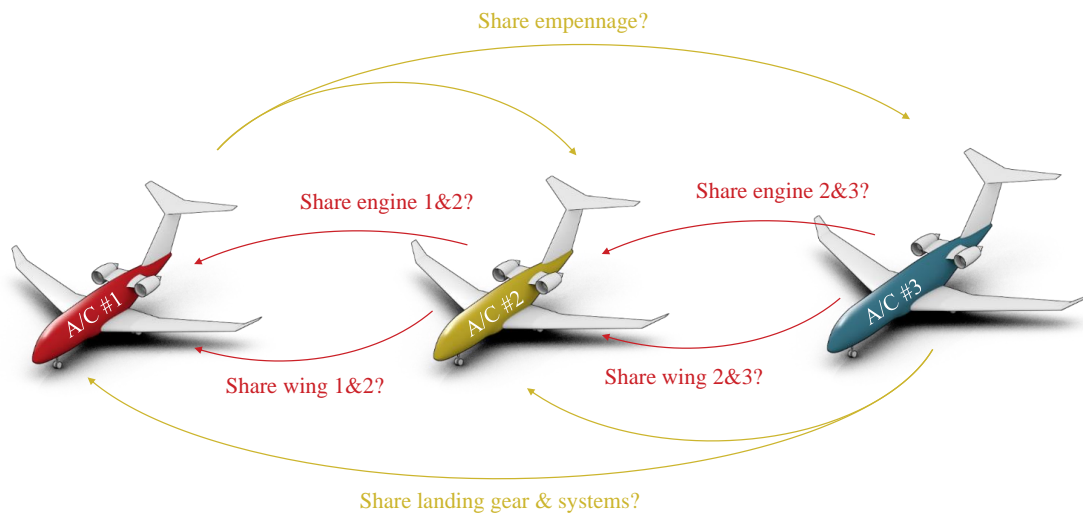 Share empennage?
Share engine 1&2?
Share engine 2&3?
A/C #1
A/C #2
A/C #3
Share wing 1&2?
Share wing 2&3?
Share landing gear & systems?